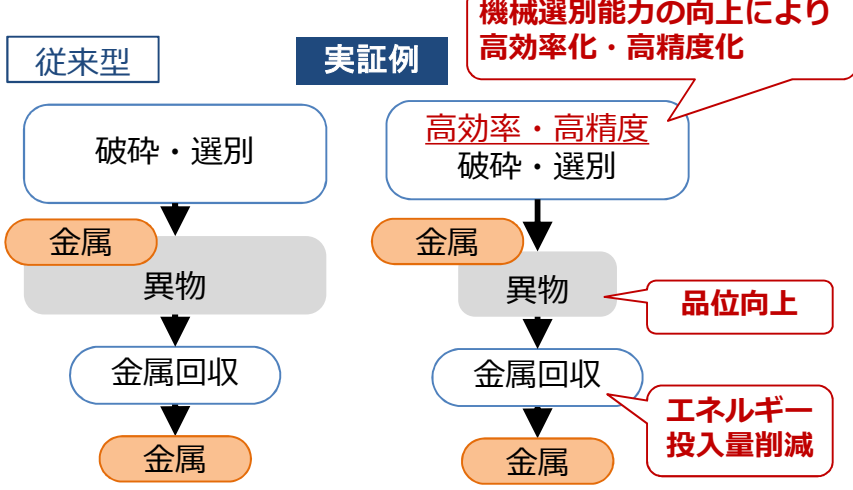 従来型
破砕・選別
金属
異物
金属回収
金属
実証例
機械選別能力の向上により
高効率化・高精度化
高効率・高精度
破砕・選別
金属
異物
品位向上
金属回収
エネルギー
投入量削減
金属